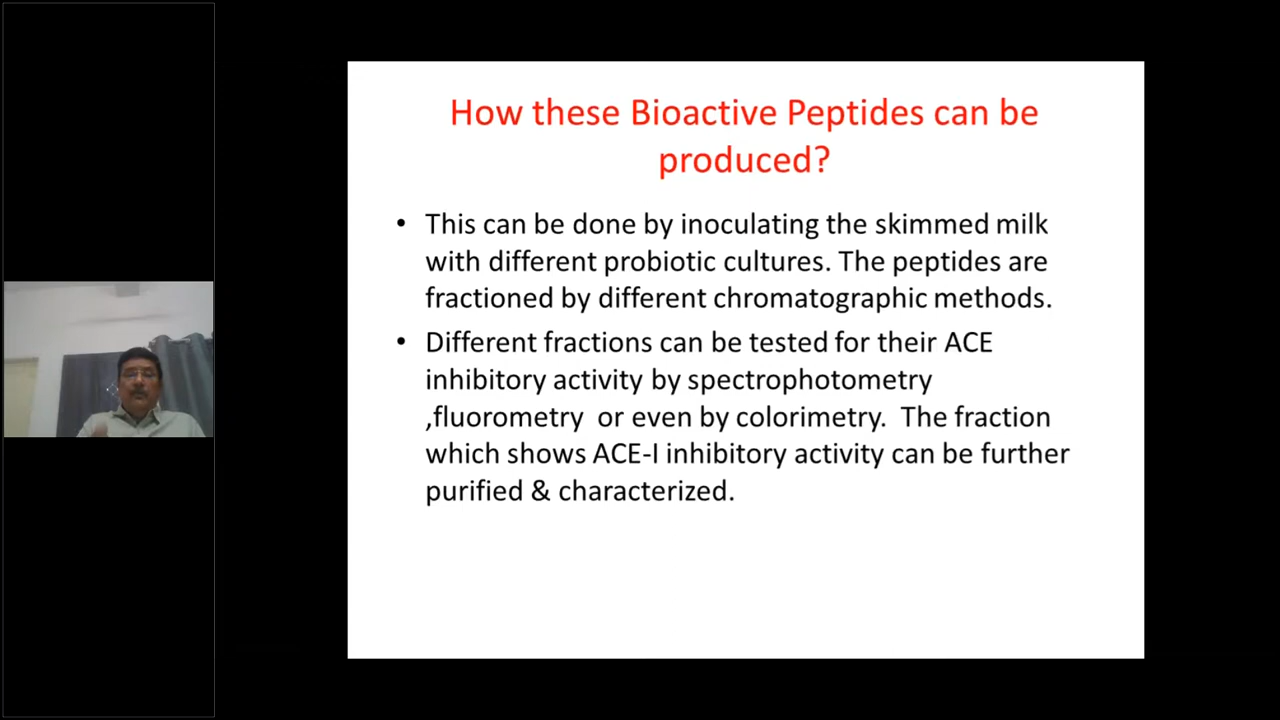 How these Bioactive Peptides can be
produced?
• This can be done by inoculating the skimmed milk
with different probiotic cultures. The peptides are
fractioned by different chromatographic methods.
• Different fractions can be tested for their ACE
inhibitory activity by spectrophotometry
,fluorometry or even by colorimetry. The fraction
which shows ACE-I inhibitory activity can be further
purified & characterized.